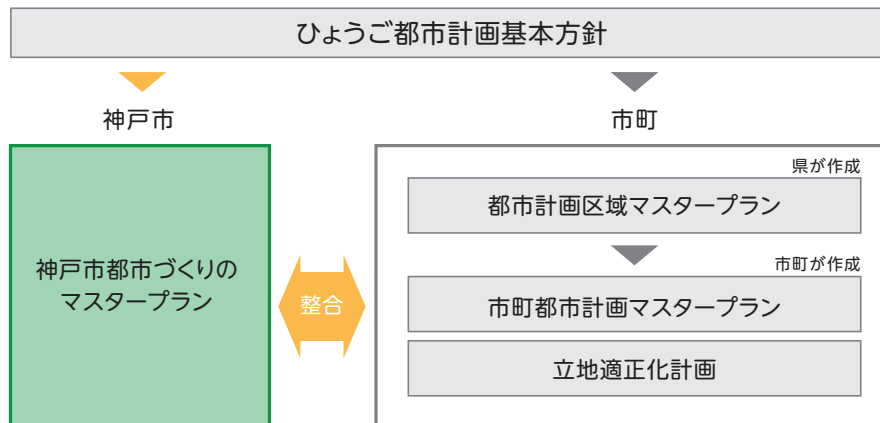 ひょうご都市計画基本方針
神戸市
市町
神戸市都市づくりの
マスタープラン
整合
県が作成
都市計画区域マスタープラン
市町が作成
市町都市計画マスタープラン
立地適正化計画